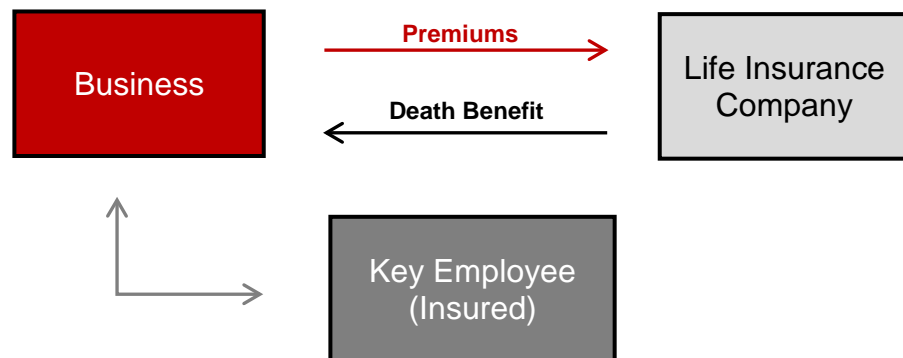 Premiums
Business
Life Insurance
Company
Death Benefit
Key Employee
(Insured)